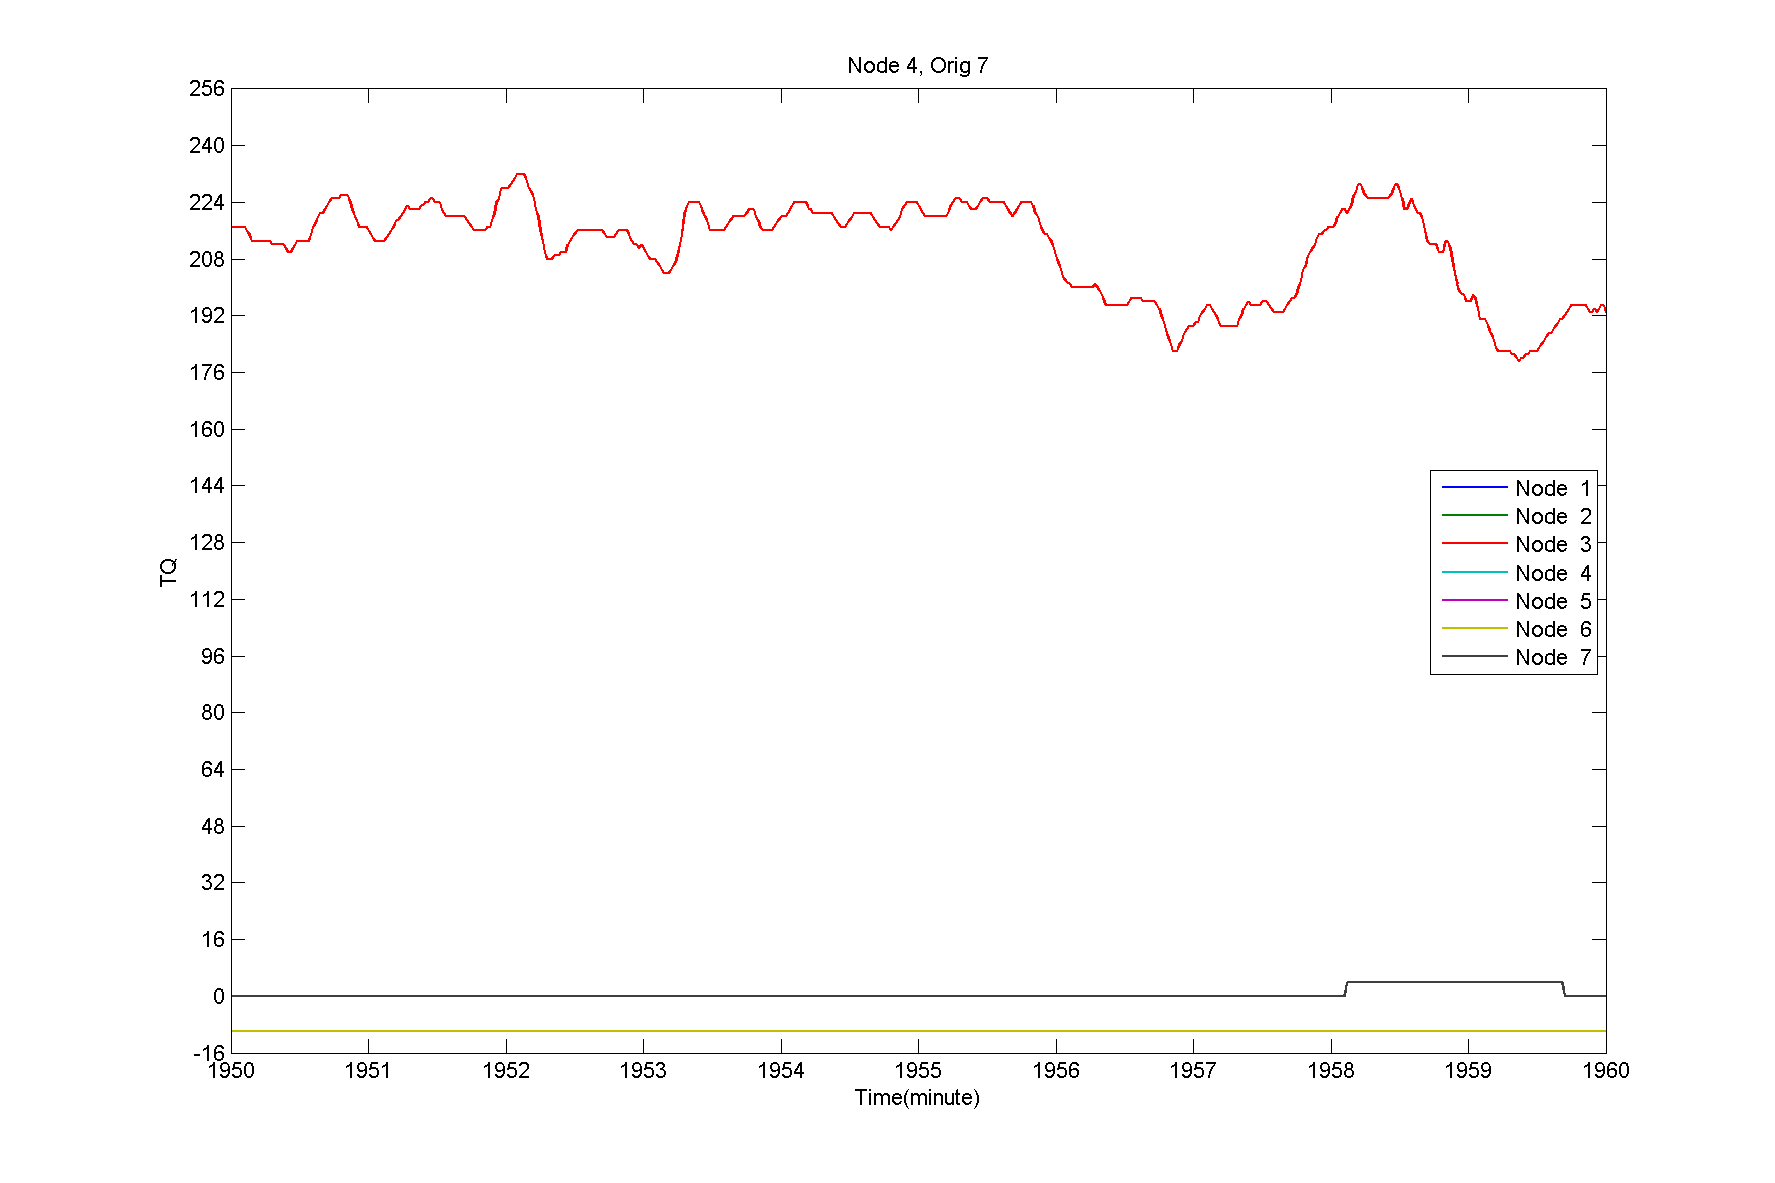 Node 4, Orig 7
256
240
224
208
192
176
160
144
128
112
96
80
64
48
32
16
0
-16
TQ
Node 1
Node 2
Node 3
Node 4
Node 5
Node 6
Node 7
1950 1951 1952 1953 1954 1955 1956 1957 1958 1959 1960
Time(minute)